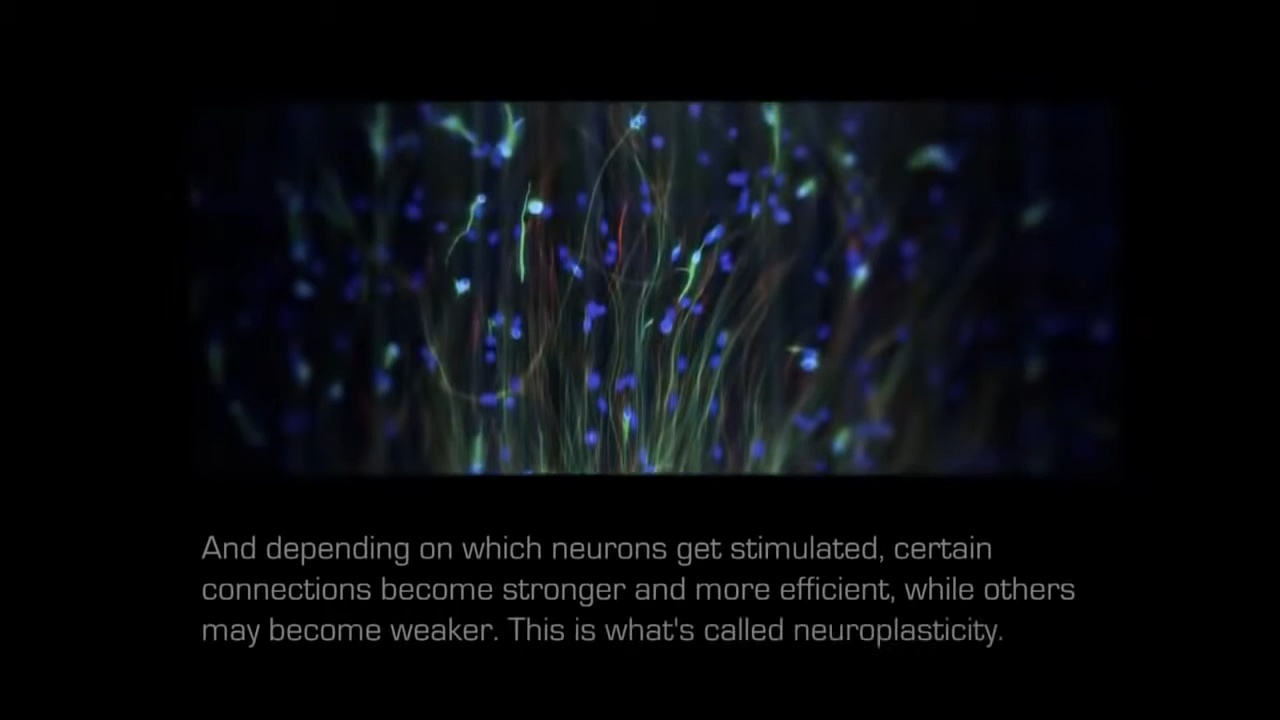 And depending on which neurons get stimulated, certain
connections become stronger and more efficient, while others
may become weaker. This is what's called neuroplasticity.